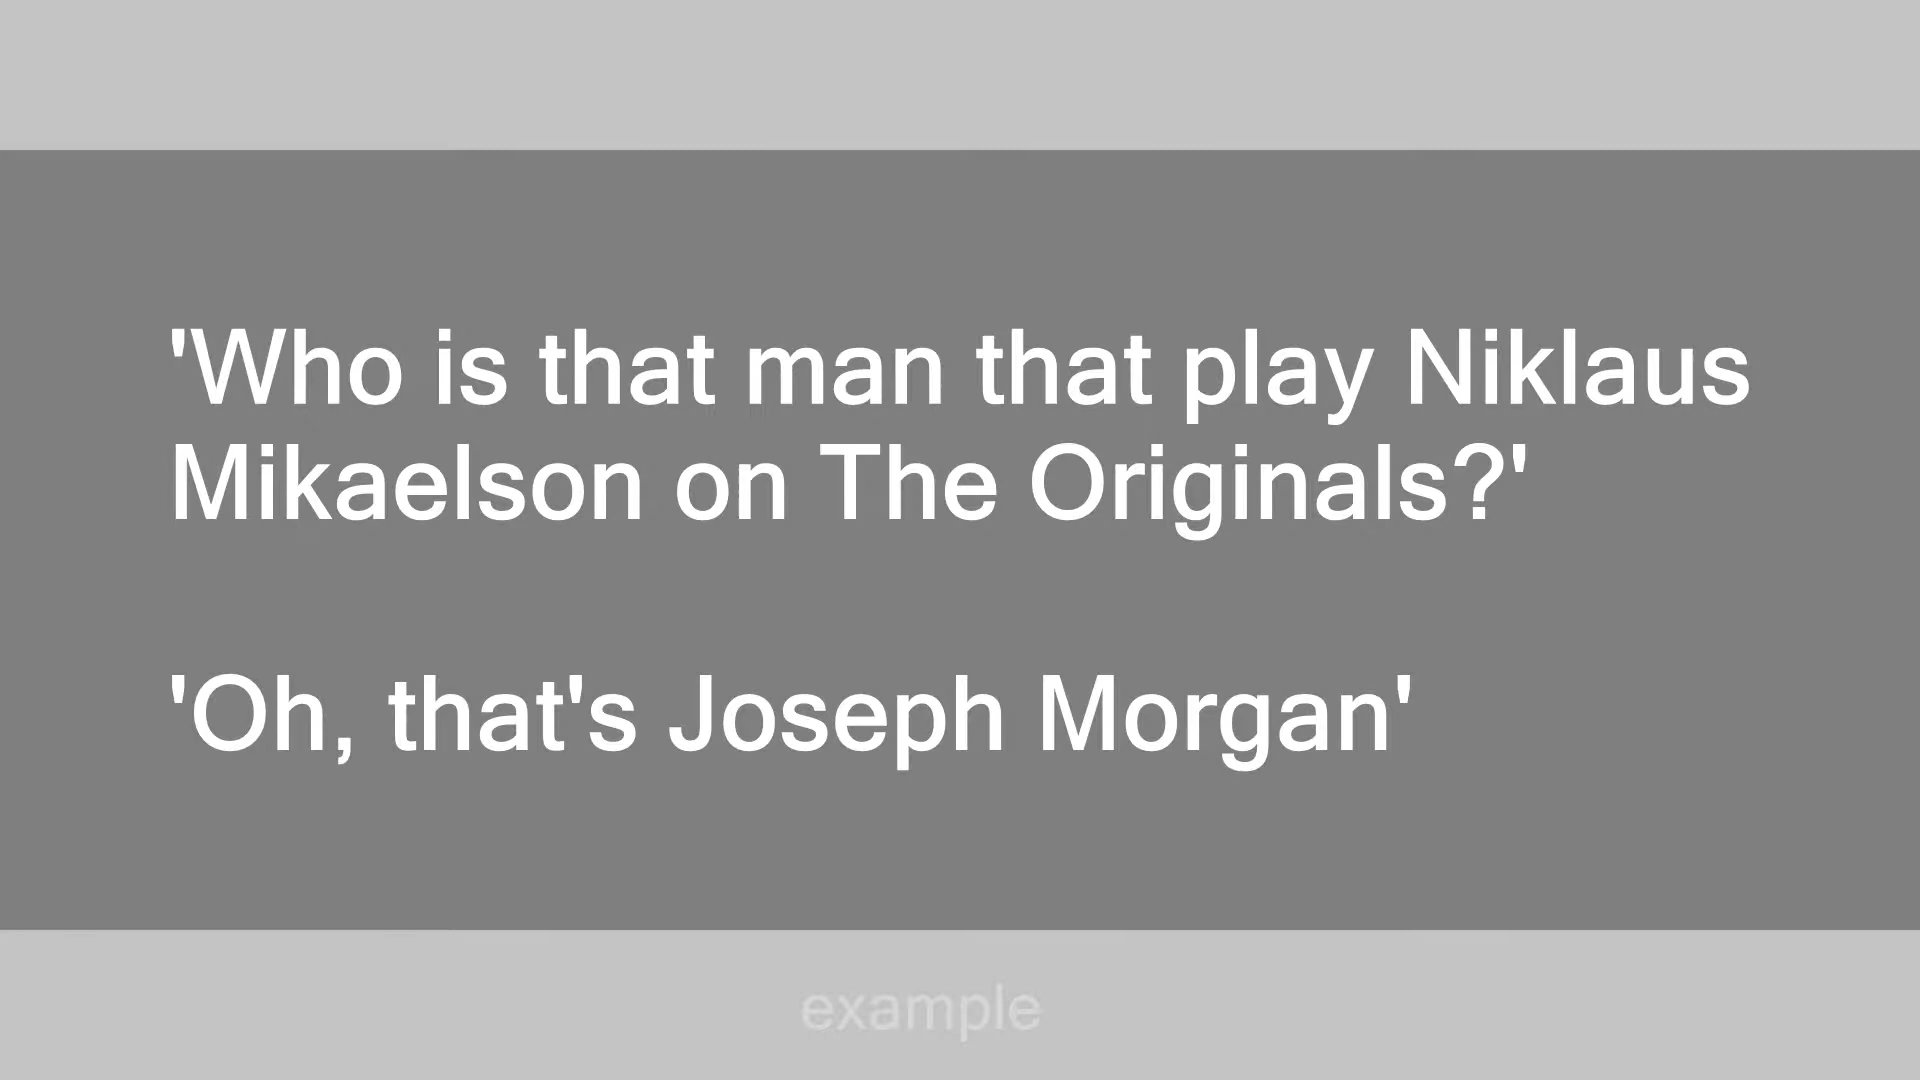 'Who is that man that play Niklaus
Mikaelson on The Originals?'
'Oh, that's Joseph Morgan'
example